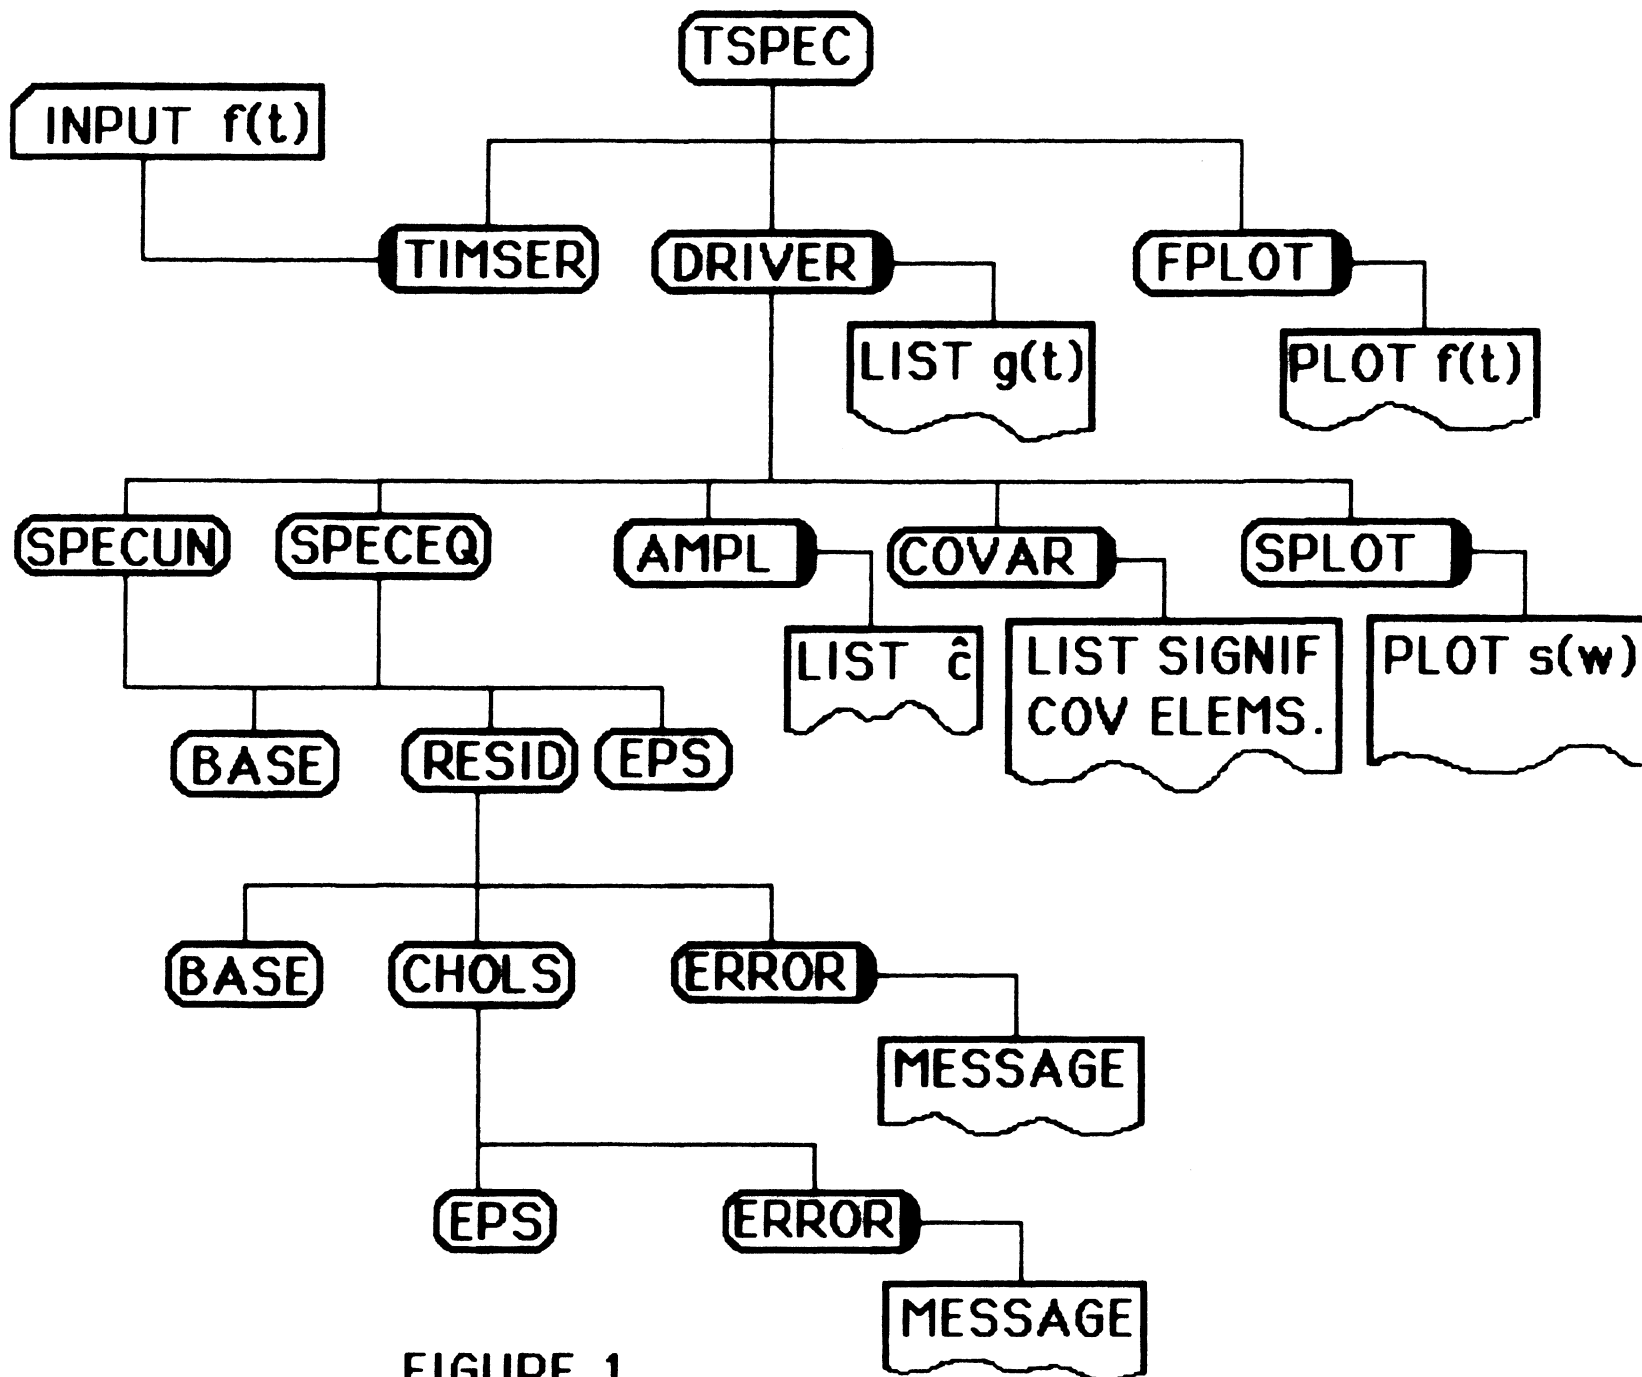 TSPEC
INPUT f(t)
TIMSER
DRIVER
FPLOT
LIST g(t)
PLOT f(t)
SPECUN
SPECEQ
AMPL
COVAR
SPLOT
LIST ĉ
LIST SIGNIF
COV ELEMS.
PLOT s(w)
BASE
RESID
EPS
BASE
CHOLS
ERROR
MESSAGE
EPS
ERROR
MESSAGE
FIGURE 1